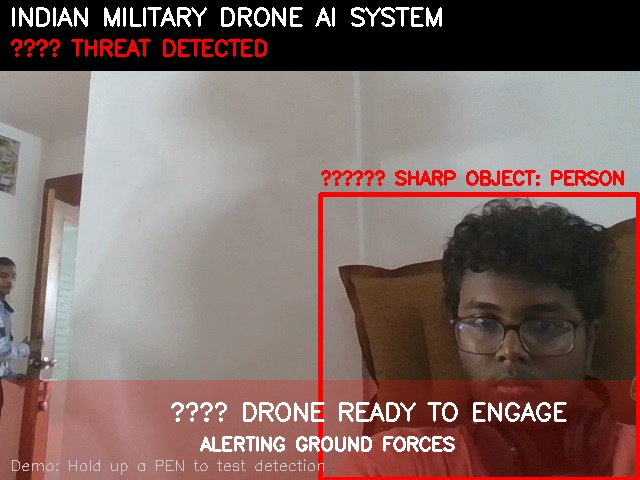 INDIAN MILITARY DRONE AI SYSTEM
???? THREAT DETECTED
?????? SHARP OBJECT: PERSON
???? DRONE READY TO ENGAGE
ALERTING GROUND FORCES
Demo: Hold up a PEN to test detection